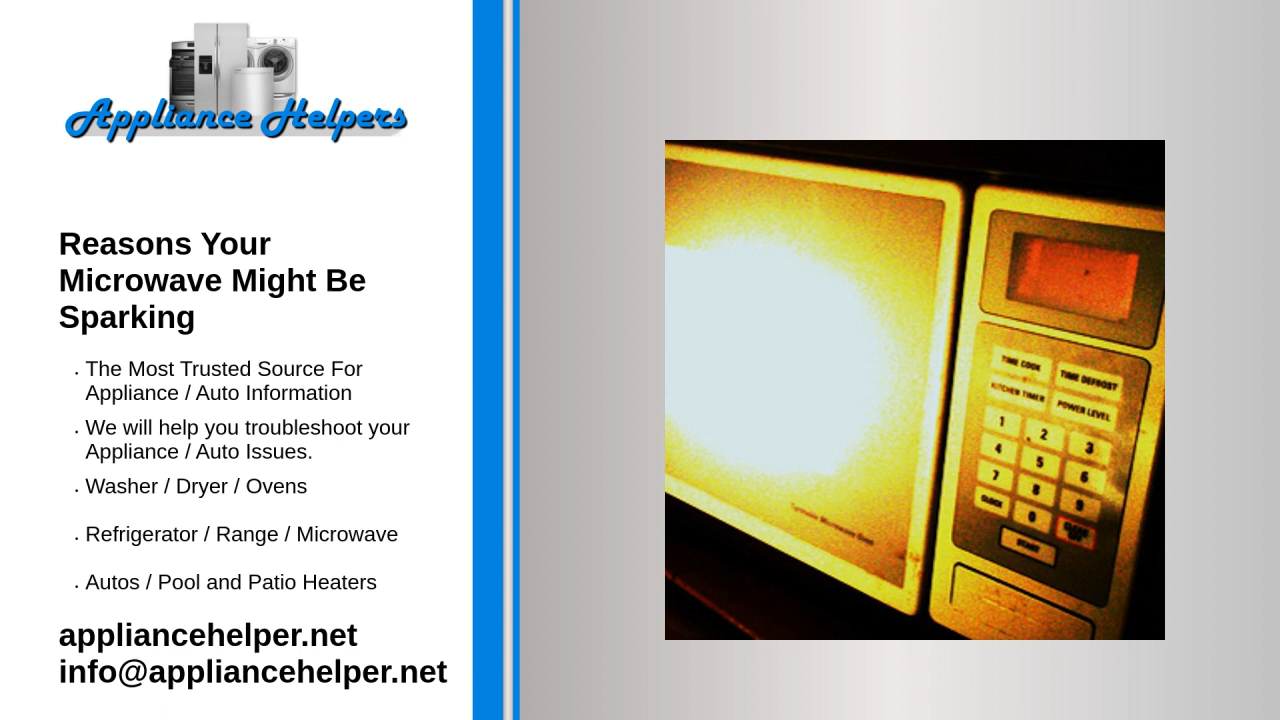 Appliance Helpers
Reasons Your
Microwave Might Be
Sparking
· The Most Trusted Source For
Appliance / Auto Information
· We will help you troubleshoot your
Appliance / Auto Issues.
· Washer / Dryer / Ovens
· Refrigerator / Range / Microwave
· Autos / Pool and Patio Heaters
appliancehelper.net
info@appliancehelper.net
TIME COOK TIME DEFROST
KITCHEN TIMER POWER LEVEL
1 2 3
4 5 6
7 8 9
CLOCK 0 CLEAR
START
Microwave Oven